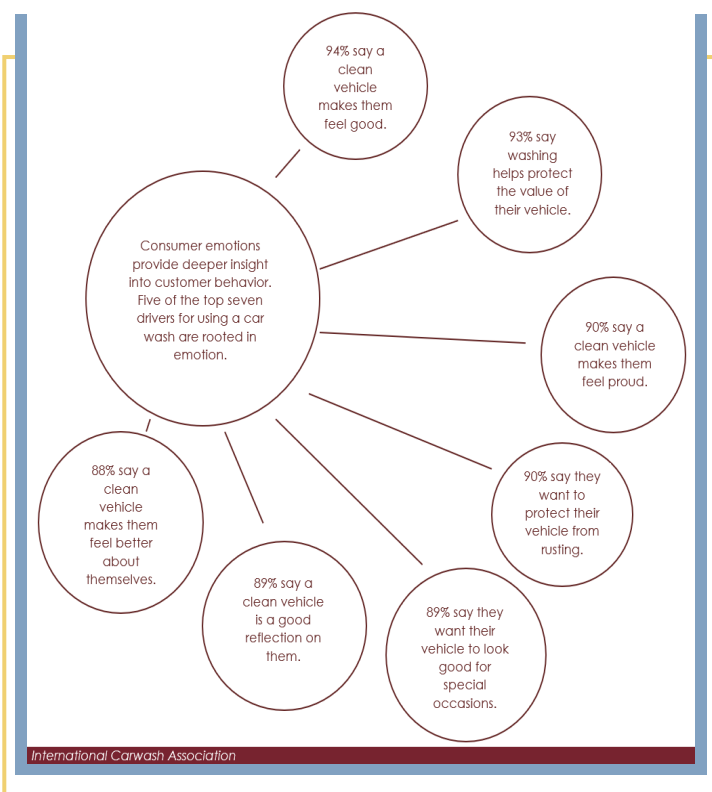 94% say a
clean
vehicle
makes them
feel good.
93% say
washing
helps protect
the value of
their vehicle.
Consumer emotions
provide deeper insight
into customer behavior.
Five of the top seven
drivers for using a car
wash are rooted in
emotion.
90% say a
clean vehicle
makes them
feel proud.
90% say they
want to
protect their
vehicle from
rusting.
89% say they
want their
vehicle to look
good for
special
occasions.
89% say a
clean vehicle
is a good
reflection on
them.
88% say a
clean
vehicle
makes them
feel better
about
themselves.
International Carwash Association